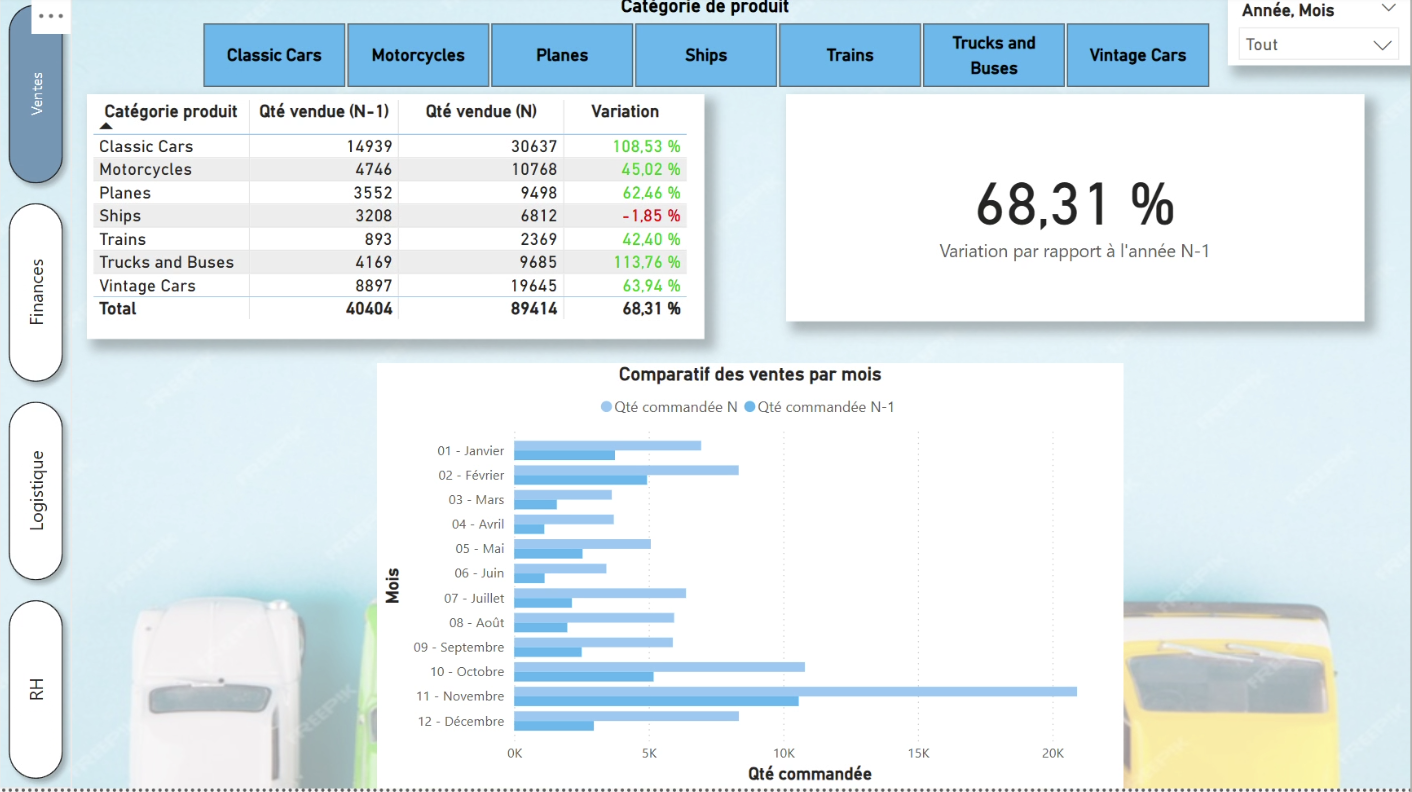 Catégorie de produit
Année, Mois
Tout
Classic Cars
Motorcycles
Planes
Ships
Trains
Trucks and
Buses
Vintage Cars
Ventes
Finances
Logistique
RH
Catégorie produit Qté vendue (N-1) Qté vendue (N) Variation
Classic Cars 14939 30637 108,53 %
Motorcycles 4746 10768 45,02 %
Planes 3552 9498 62,46 %
Ships 3208 6812 -1,85 %
Trains 893 2369 42,40 %
Trucks and Buses 4169 9685 113,76 %
Vintage Cars 8897 19645 63,94 %
Total 40404 89414 68,31 %
68,31 %
Variation par rapport à l'année N-1
Comparatif des ventes par mois
Qté commandée N Qté commandée N-1
Mois
01 - Janvier
02 - Février
03 - Mars
04 - Avril
05 - Mai
06 - Juin
07 - Juillet
08 - Août
09 - Septembre
10 - Octobre
11 - Novembre
12 - Décembre
0K 5K 10K 15K 20K
Qté commandée